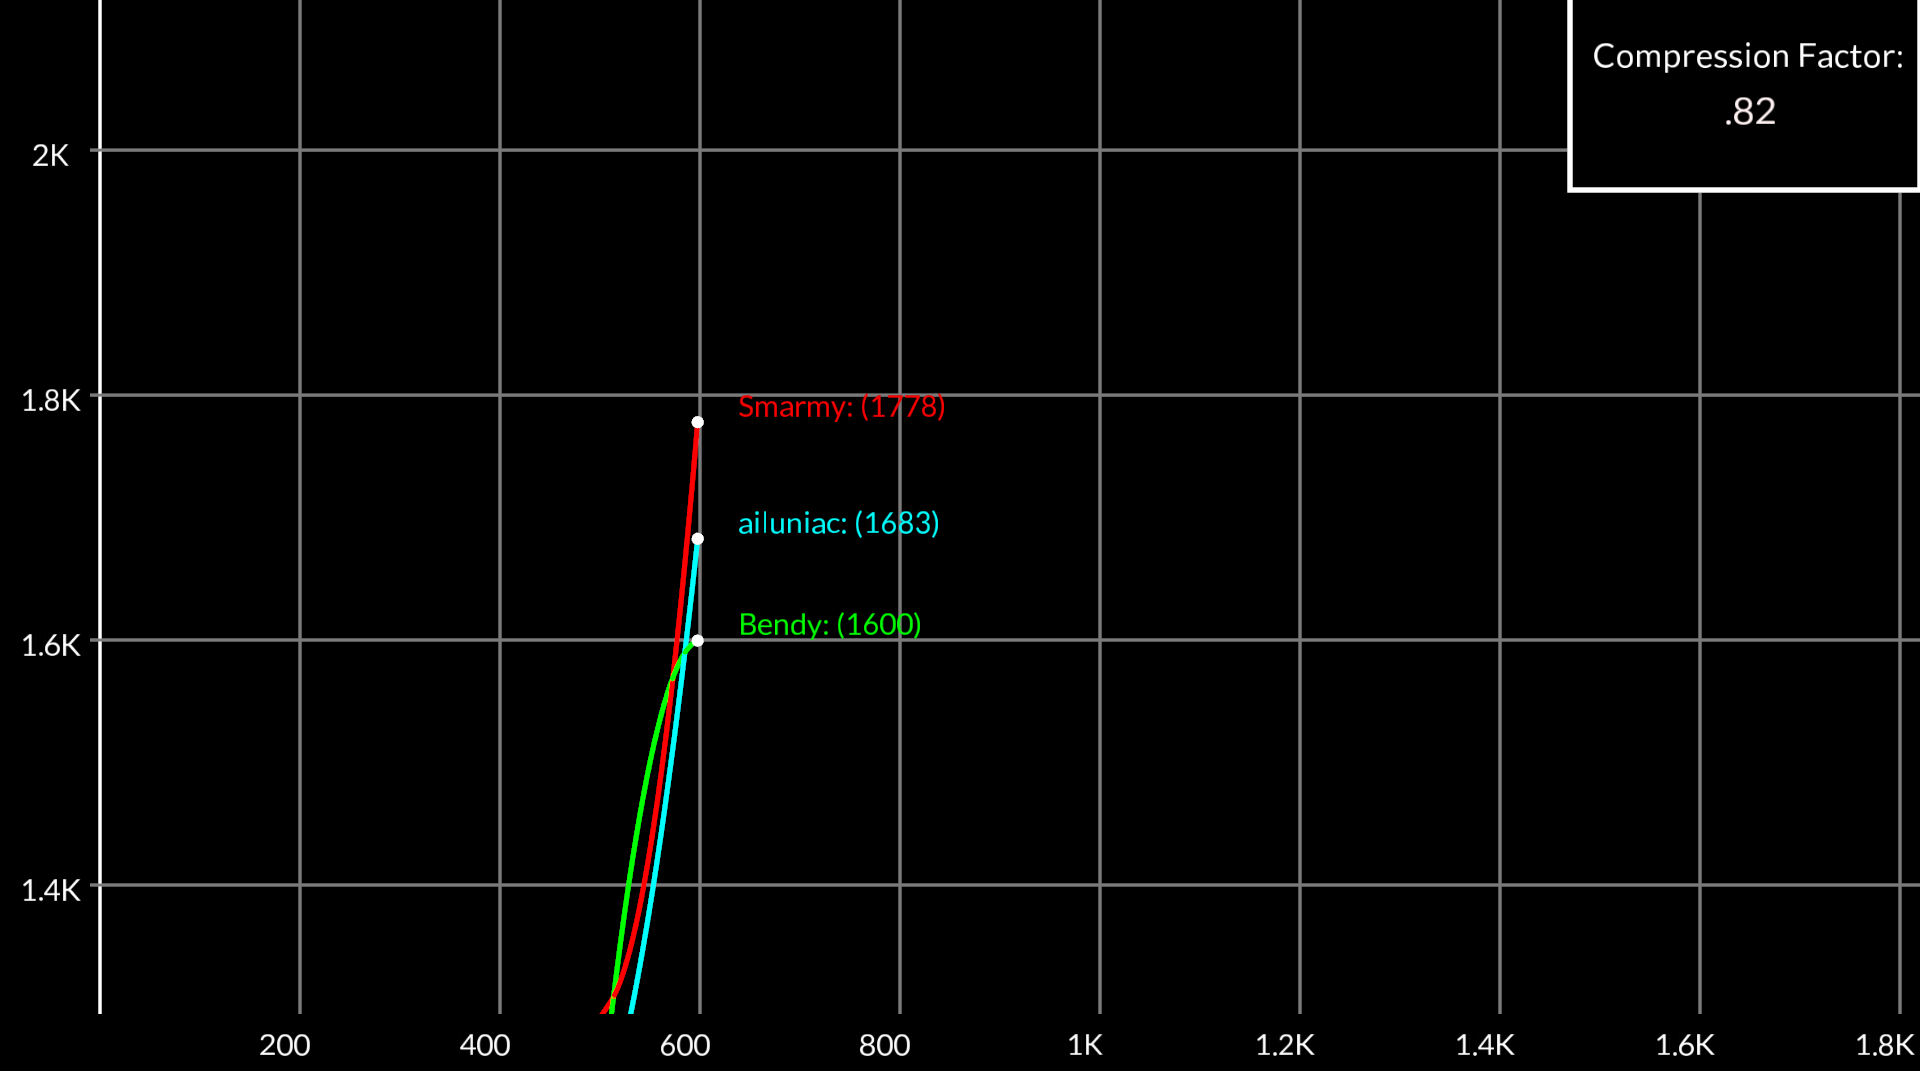 Compression Factor:
.82
2K
1.8K
Smarmy: (1778)
ailuniac: (1683)
Bendy: (1600)
1.6K
1.4K
200 400 600 800 1K 1.2K 1.4K 1.6K 1.8K